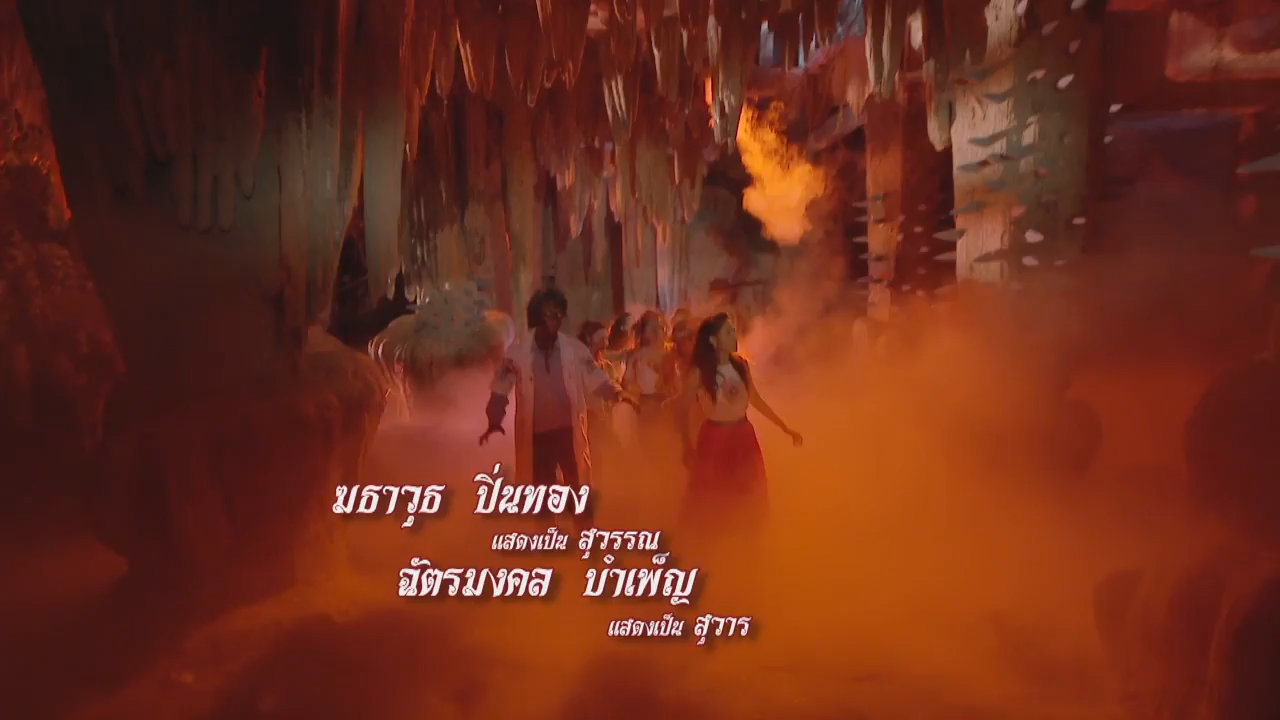 ฆธาวุธ ปิ่นทอง
แสดงเป็น สุวรรณ
ฉัตรมงคล บำเพ็ญ
แสดงเป็น สุวาร